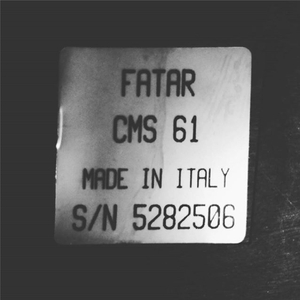 FATAR
CMS 61
MADE IN ITALY
S/N 5282506